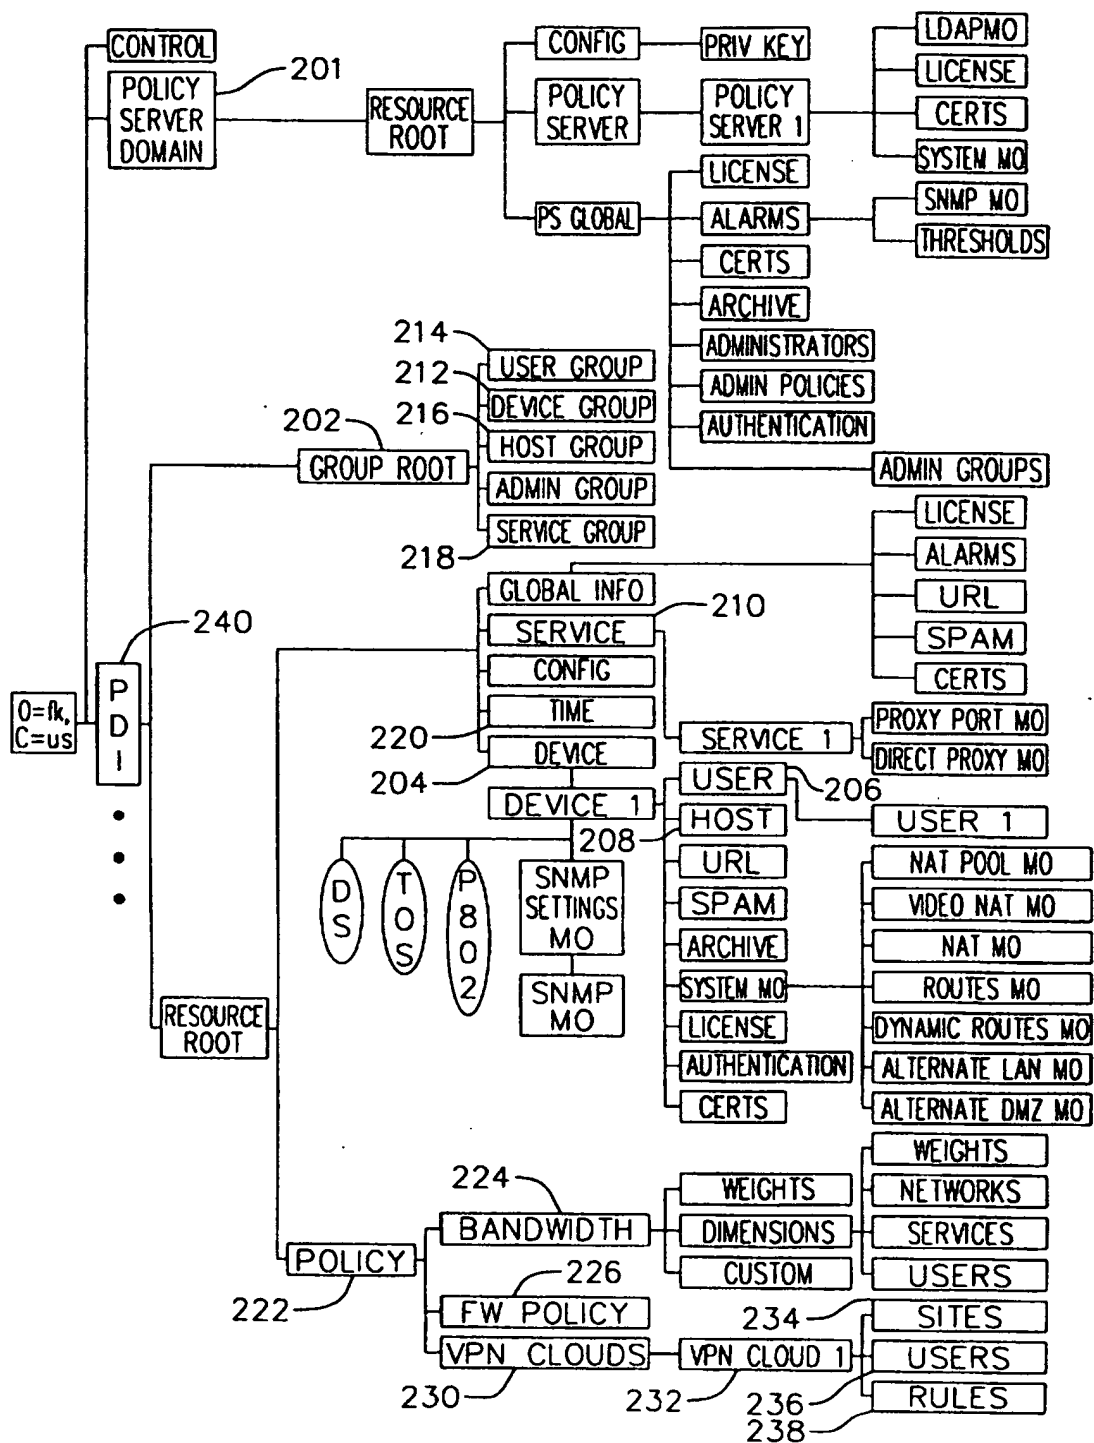 CONTROL
POLICY
SERVER
DOMAIN
201
RESOURCE
ROOT
CONFIG
PRIV KEY
POLICY
SERVER
POLICY
SERVER 1
LDAPMO
LICENSE
CERTS
SYSTEM MO
PS GLOBAL
LICENSE
ALARMS
SNMP MO
THRESHOLDS
CERTS
ARCHIVE
ADMINISTRATORS
ADMIN POLICIES
AUTHENTICATION
ADMIN GROUPS
202
GROUP ROOT
214
USER GROUP
212
DEVICE GROUP
216
HOST GROUP
ADMIN GROUP
SERVICE GROUP
218
GLOBAL INFO
LICENSE
ALARMS
URL
SPAM
CERTS
SERVICE
210
CONFIG
TIME
220
DEVICE
204
SERVICE 1
PROXY PORT MO
DIRECT PROXY MO
240
O=fk,
C=us
P
D
I
DEVICE 1
USER
206
USER 1
HOST
208
URL
SPAM
ARCHIVE
SYSTEM MO
LICENSE
AUTHENTICATION
CERTS
NAT POOL MO
VIDEO NAT MO
NAT MO
ROUTES MO
DYNAMIC ROUTES MO
ALTERNATE LAN MO
ALTERNATE DMZ MO
DS
TOS
P802
SNMP
SETTINGS
MO
SNMP
MO
RESOURCE
ROOT
POLICY
222
224
BANDWIDTH
WEIGHTS
DIMENSIONS
CUSTOM
WEIGHTS
NETWORKS
SERVICES
USERS
226
FW POLICY
VPN CLOUDS
230
VPN CLOUD 1
232
234
SITES
USERS
236
RULES
238